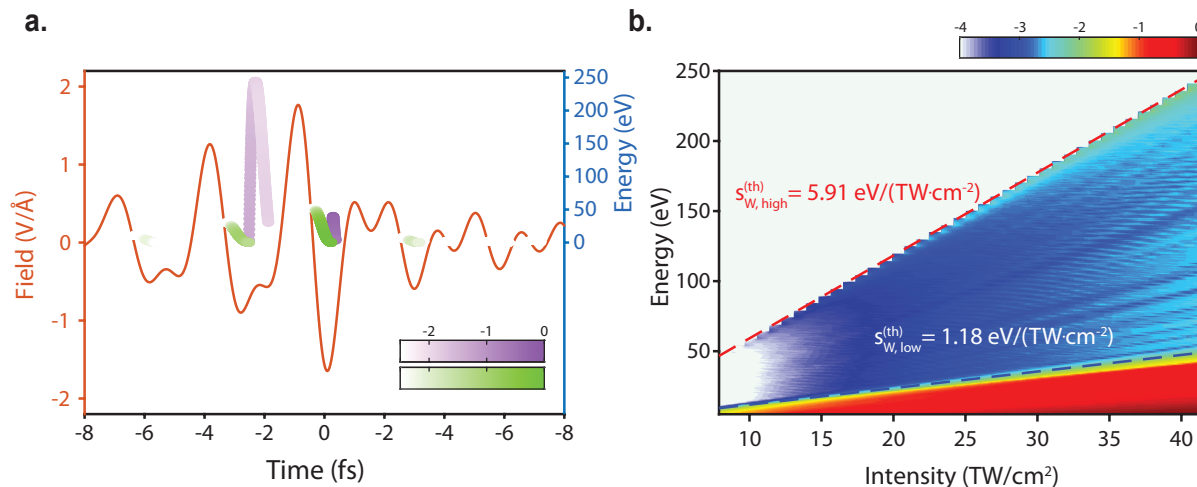 a.
b.
-4 -3 -2 -1 0
2
1
0
-1
-2
Field (V/Å)
250
200
150
100
50
0
Energy (eV)
-2 -1 0
-8 -6 -4 -2 0 -2 -4 -6 -8
Time (fs)
250
200
150
100
50
Energy (eV)
s(th)W, high = 5.91 eV/(TW·cm-2)
s(th)W, low = 1.18 eV/(TW·cm-2)
10 15 20 25 30 35 40
Intensity (TW/cm2)